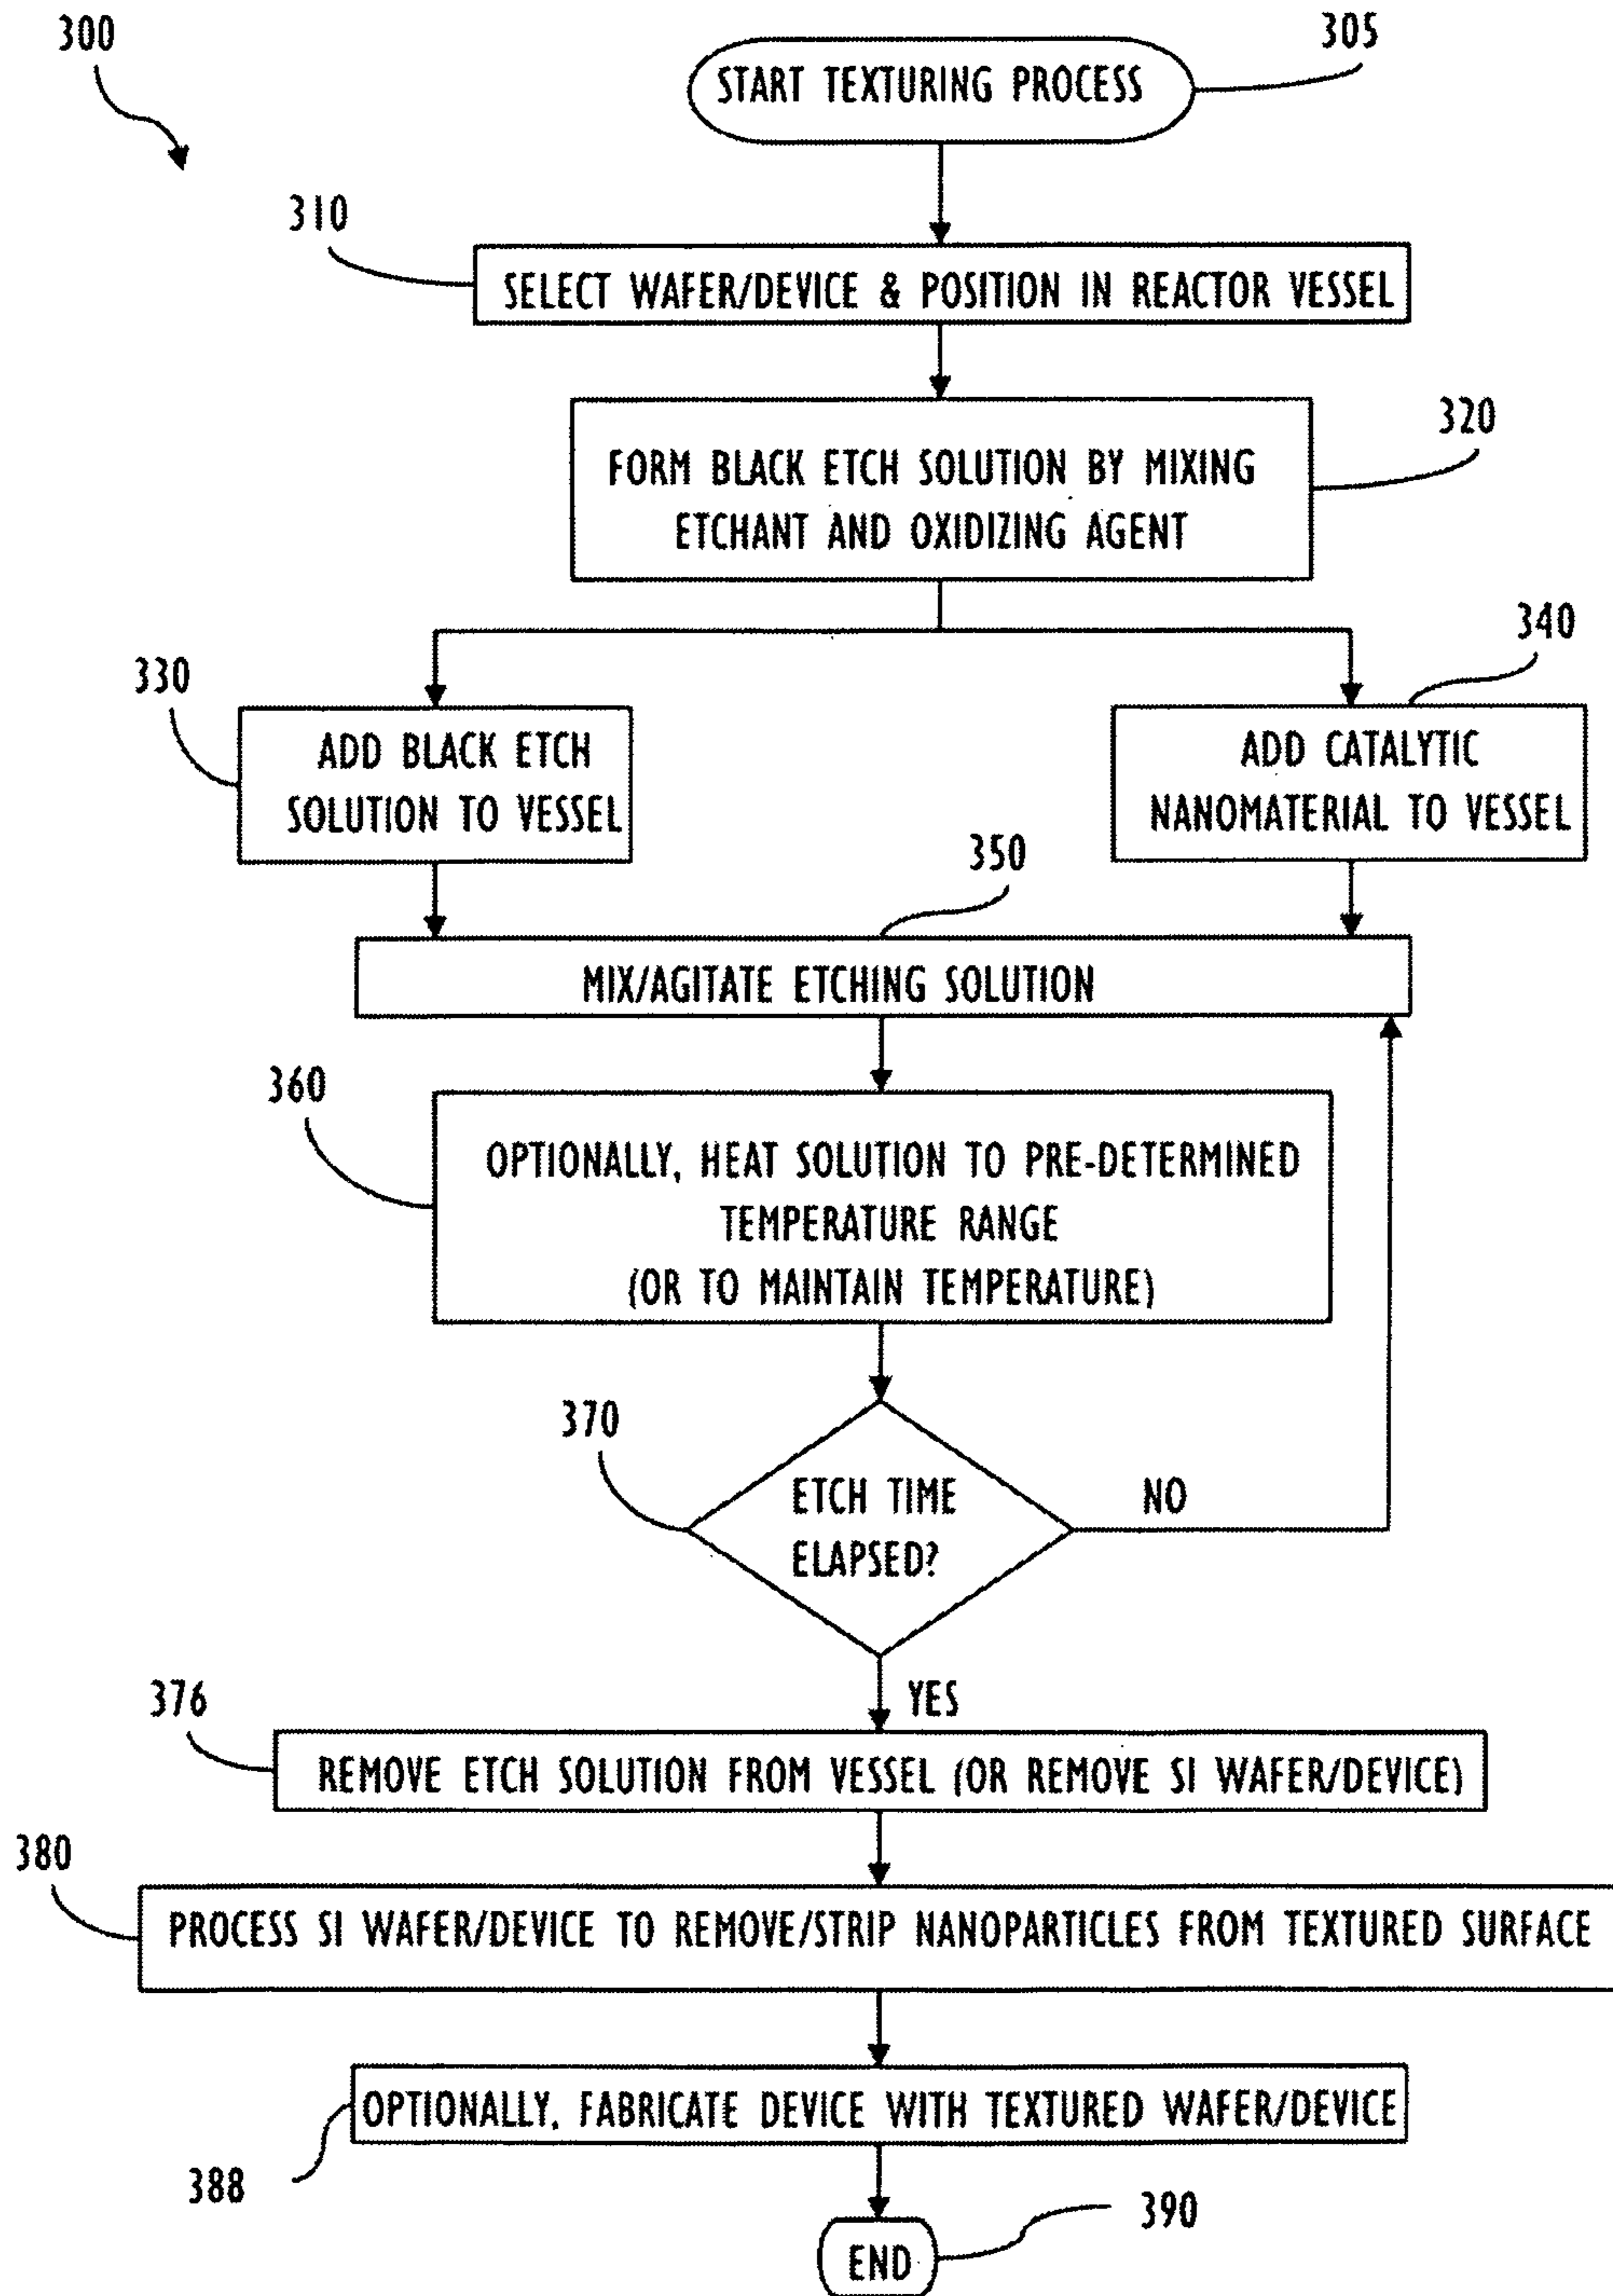 300
305
START TEXTURING PROCESS
310
SELECT WAFER/DEVICE & POSITION IN REACTOR VESSEL
320
FORM BLACK ETCH SOLUTION BY MIXING
ETCHANT AND OXIDIZING AGENT
330
340
ADD BLACK ETCH
SOLUTION TO VESSEL
ADD CATALYTIC
NANOMATERIAL TO VESSEL
350
MIX/AGITATE ETCHING SOLUTION
360
OPTIONALLY, HEAT SOLUTION TO PRE-DETERMINED
TEMPERATURE RANGE
(OR TO MAINTAIN TEMPERATURE)
370
ETCH TIME
ELAPSED?
NO
YES
376
REMOVE ETCH SOLUTION FROM VESSEL (OR REMOVE SI WAFER/DEVICE)
380
PROCESS SI WAFER/DEVICE TO REMOVE/STRIP NANOPARTICLES FROM TEXTURED SURFACE
OPTIONALLY, FABRICATE DEVICE WITH TEXTURED WAFER/DEVICE
388
390
END